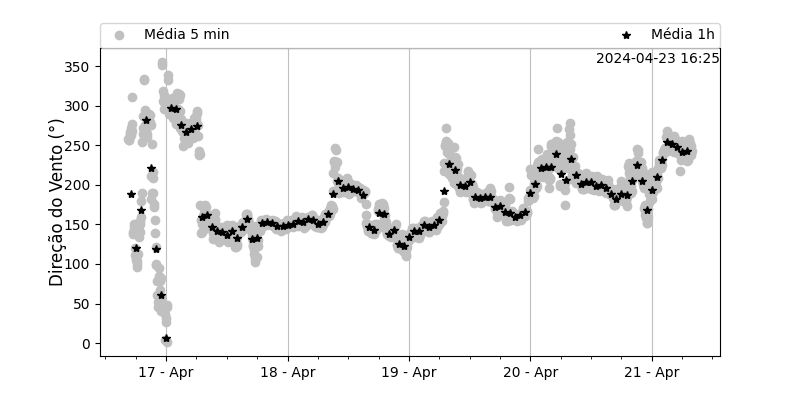 Média 5 min
Média 1h
2024-04-23 16:25
Direção do Vento (°)
350
300
250
200
150
100
50
0
17 - Apr
18 - Apr
19 - Apr
20 - Apr
21 - Apr